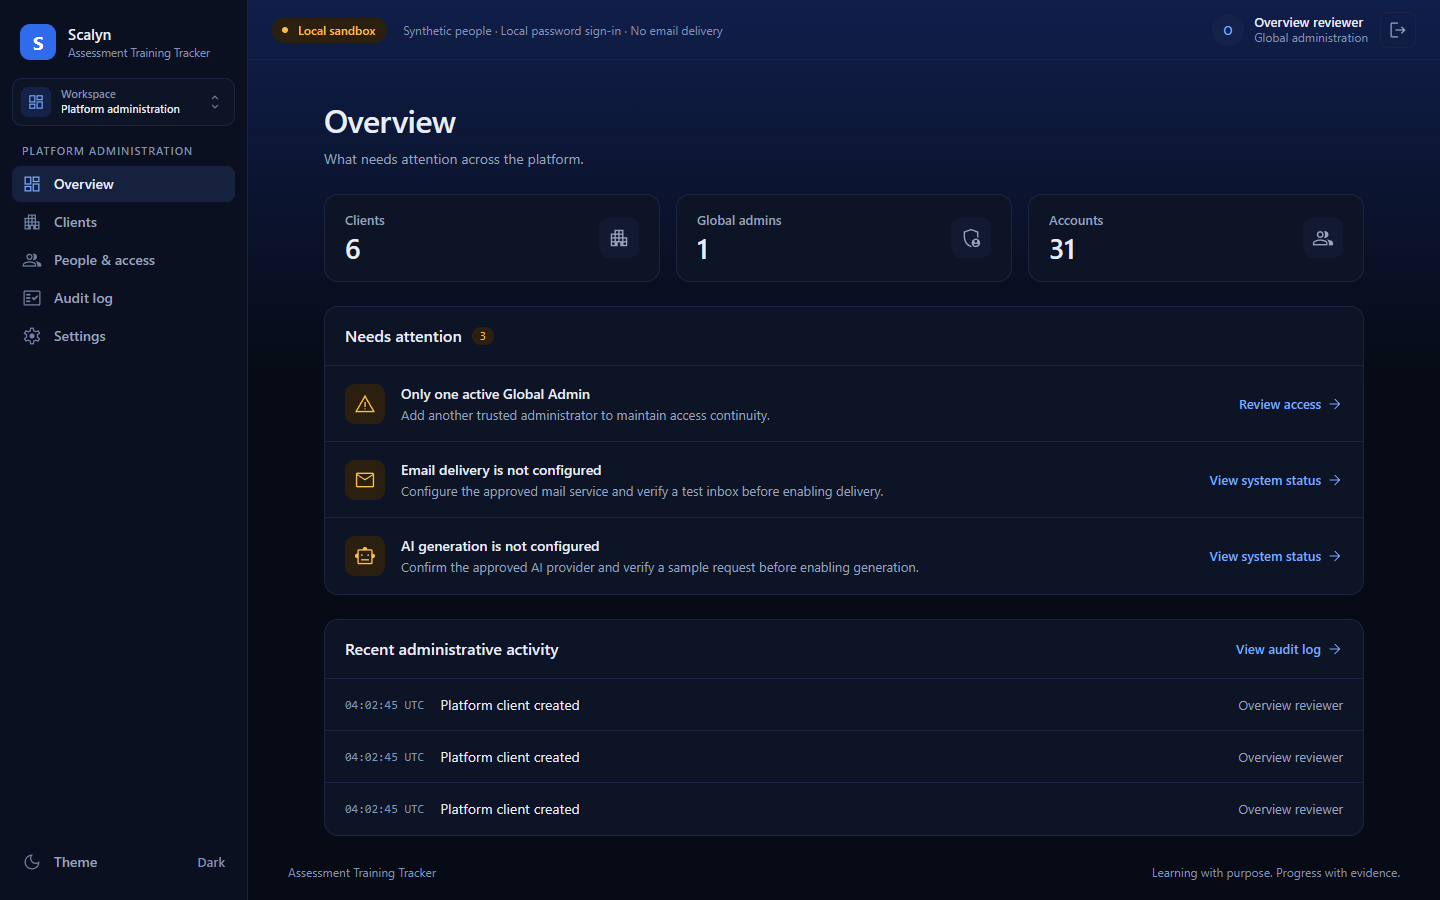 S
Scalyn
Assessment Training Tracker
Workspace
Platform administration
PLATFORM ADMINISTRATION
Overview
Clients
People & access
Audit log
Settings
Theme
Dark
Local sandbox
Synthetic people · Local password sign-in · No email delivery
O
Overview reviewer
Global administration
Overview
What needs attention across the platform.
Clients
6
Global admins
1
Accounts
31
Needs attention 3
Only one active Global Admin
Add another trusted administrator to maintain access continuity.
Review access
Email delivery is not configured
Configure the approved mail service and verify a test inbox before enabling delivery.
View system status
AI generation is not configured
Confirm the approved AI provider and verify a sample request before enabling generation.
View system status
Recent administrative activity
View audit log
04:02:45 UTC Platform client created Overview reviewer
04:02:45 UTC Platform client created Overview reviewer
04:02:45 UTC Platform client created Overview reviewer
Assessment Training Tracker
Learning with purpose. Progress with evidence.